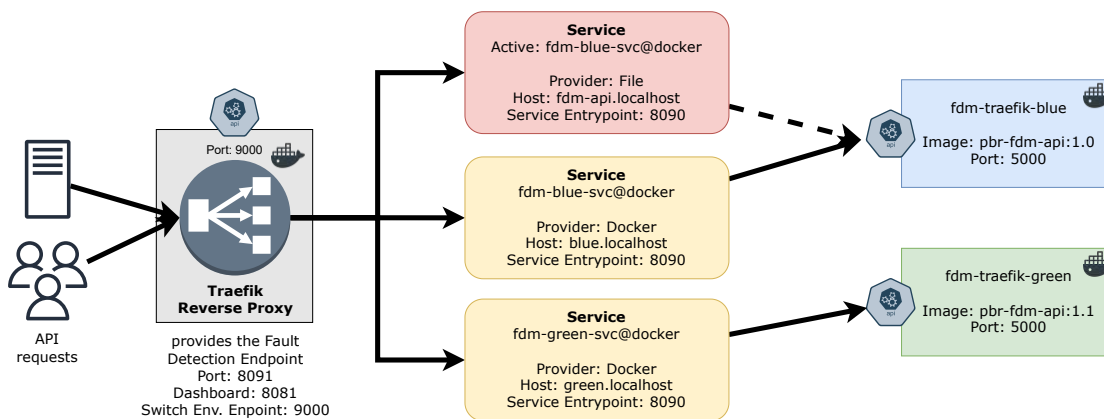 API
requests
api
Port: 9000
Traefik
Reverse Proxy
provides the Fault
Detection Endpoint
Port: 8091
Dashboard: 8081
Switch Env. Enpoint: 9000
Service
Active: fdm-blue-svc@docker
Provider: File
Host: fdm-api.localhost
Service Entrypoint: 8090
Service
fdm-blue-svc@docker
Provider: Docker
Host: blue.localhost
Service Entrypoint: 8090
Service
fdm-green-svc@docker
Provider: Docker
Host: green.localhost
Service Entrypoint: 8090
api
fdm-traefik-blue
Image: pbr-fdm-api:1.0
Port: 5000
api
fdm-traefik-green
Image: pbr-fdm-api:1.1
Port: 5000